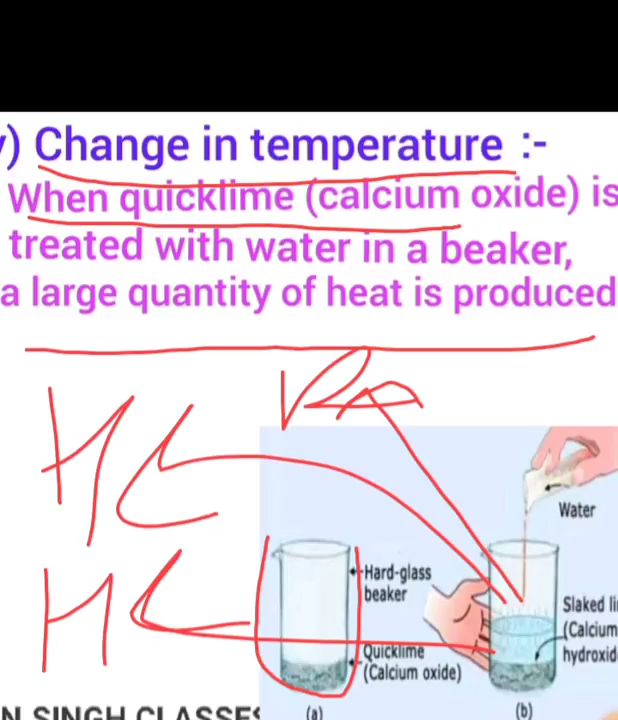 ) Change in temperature :-
When quicklime (calcium oxide) is
treated with water in a beaker,
a large quantity of heat is produced
Water
Hard-glass
beaker
Slaked li
(Calcium
hydroxid
Quicklime
(Calcium oxide)
(a)
(b)
N SINGH CLASSES